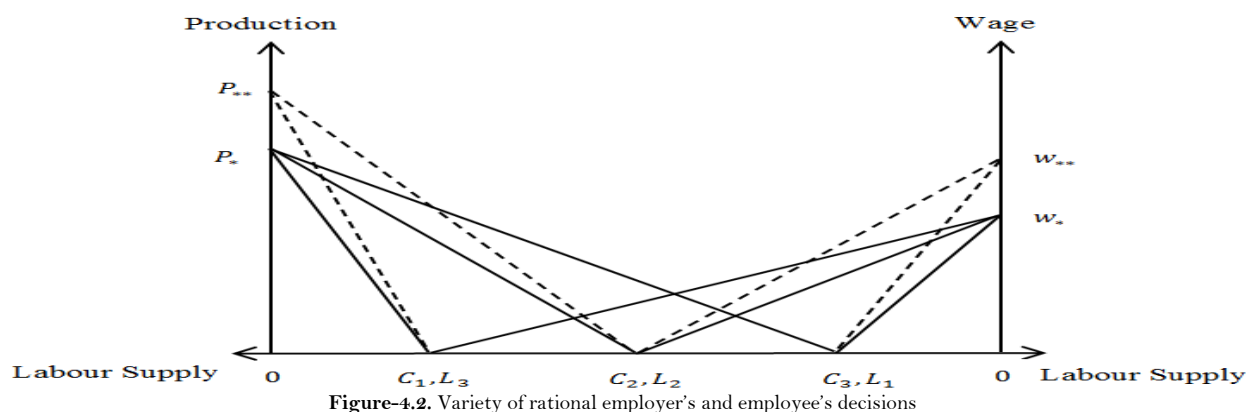 Production Wage
P**
P* w**
w*
Labour Supply 0 C1, L3 C2, L2 C3, L1 0 Labour Supply
Figure-4.2. Variety of rational employer's and employee's decisions